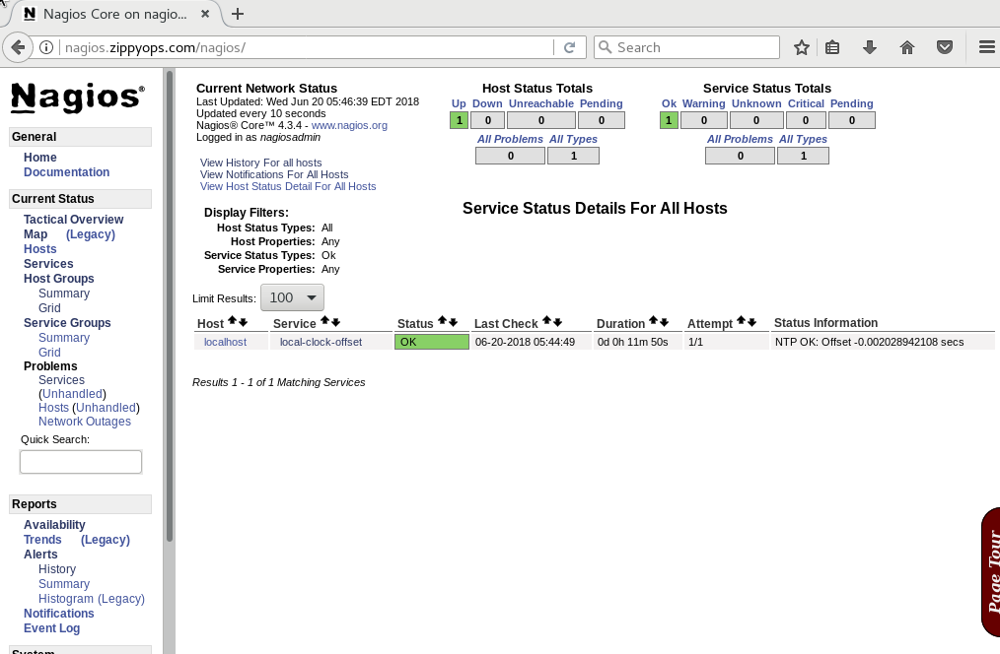 Nagios Core on nagio...
nagios.zippyops.com/nagios/
Search
Nagios®
General
Home
Documentation
Current Status
Tactical Overview
Map (Legacy)
Hosts
Services
Host Groups
Summary
Grid
Service Groups
Summary
Grid
Problems
Services
(Unhandled)
Hosts (Unhandled)
Network Outages
Quick Search:
Reports
Availability
Trends (Legacy)
Alerts
History
Summary
Histogram (Legacy)
Notifications
Event Log
System
Current Network Status
Last Updated: Wed Jun 20 05:46:39 EDT 2018
Updated every 10 seconds
Nagios® Core™ 4.3.4 - www.nagios.org
Logged in as nagiosadmin
View History For all hosts
View Notifications For All Hosts
View Host Status Detail For All Hosts
Host Status Totals
Up Down Unreachable Pending
1 0 0 0
All Problems All Types
0 1
Service Status Totals
Ok Warning Unknown Critical Pending
1 0 0 0 0
All Problems All Types
0 1
Display Filters:
Host Status Types: All
Host Properties: Any
Service Status Types: Ok
Service Properties: Any
Service Status Details For All Hosts
Limit Results: 100
Host Service Status Last Check Duration Attempt Status Information
localhost local-clock-offset OK 06-20-2018 05:44:49 0d 0h 11m 50s 1/1 NTP OK: Offset -0.002028942108 secs
Results 1 - 1 of 1 Matching Services
Page Tour